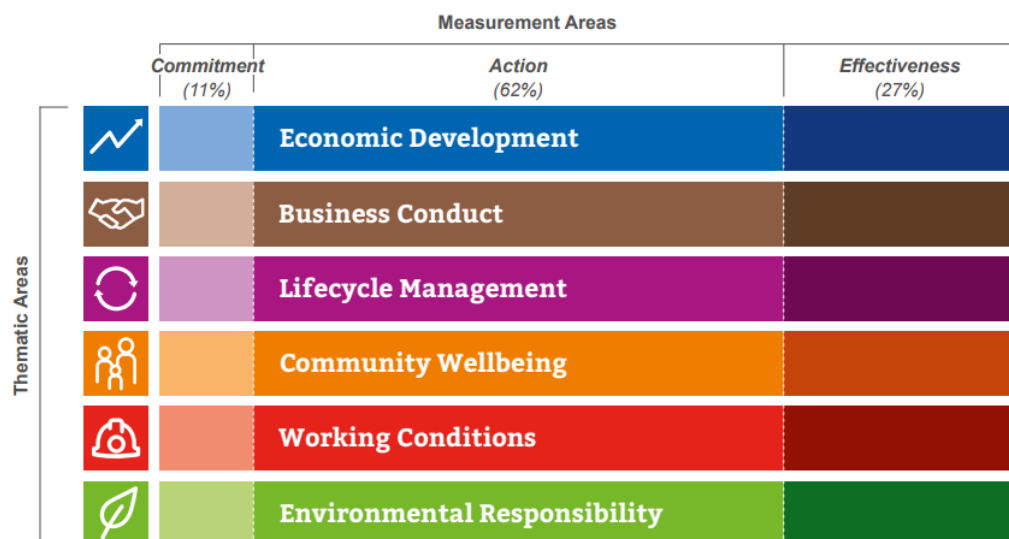 Measurement Areas
Commitment Action Effectiveness
(11%) (62%) (27%)
Thematic Areas
Economic Development
Business Conduct
Lifecycle Management
Community Wellbeing
Working Conditions
Environmental Responsibility